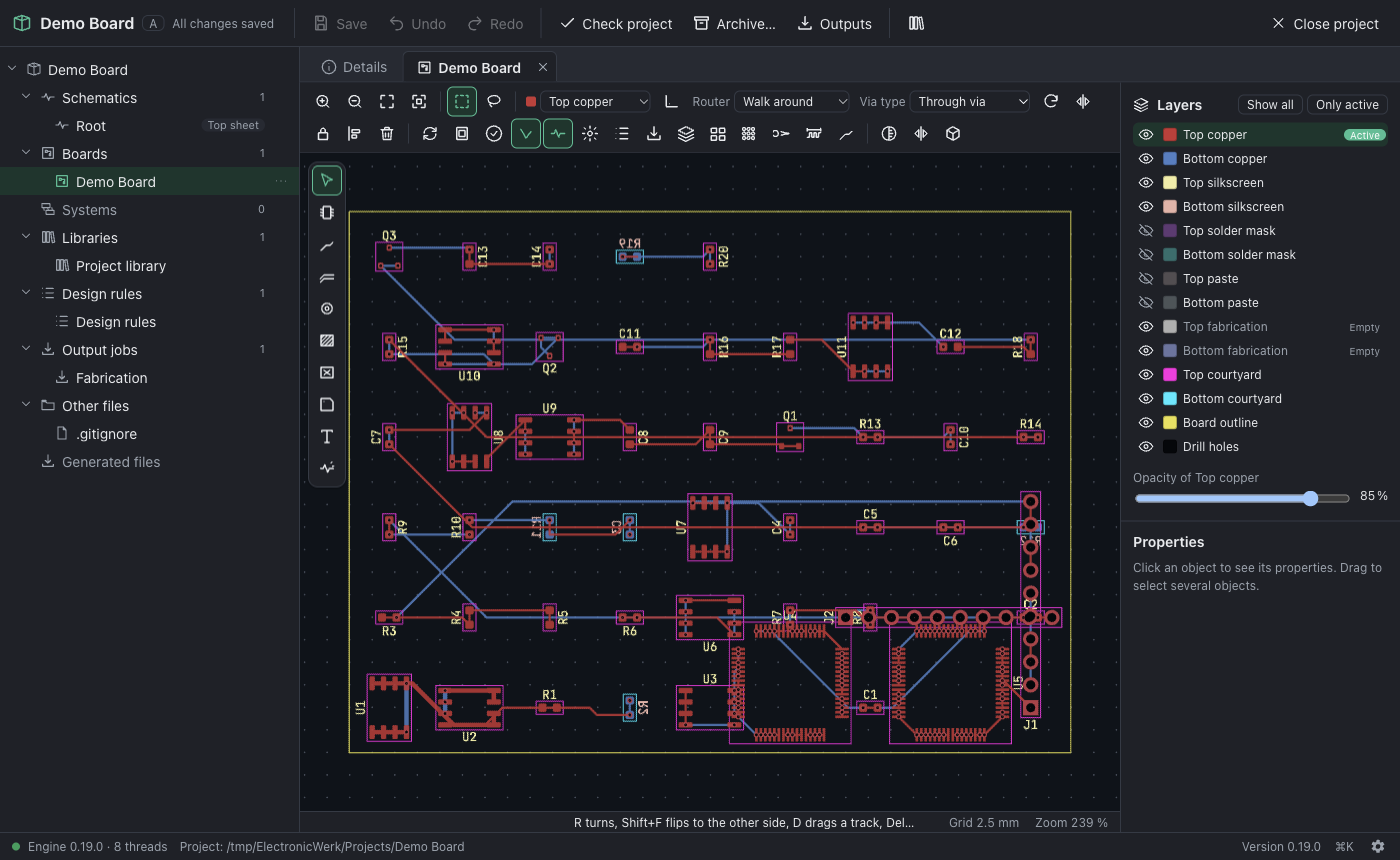 Demo Board A All changes saved Save Undo Redo Check project Archive... Outputs Close project
Demo Board
Schematics 1
Root Top sheet
Boards 1
Demo Board ...
Systems 0
Libraries 1
Project library
Design rules 1
Design rules
Output jobs 1
Fabrication
Other files
.gitignore
Generated files
Details Demo Board
Top copper Router Walk around Via type Through via
Q3 C13 C14 R19 R20
R15 U10 Q2 C11 R16 R17 U11 C12 R18
C7 U8 U9 C8 C9 Q1 R13 C10 R14
R9 R10 R11 C3 U7 C4 C5 C6
R3 R4 R5 R6 U6 R7 J2 R8 C2
U1 U2 R1 R2 U3 C1 U5 J1
R turns, Shift+F flips to the other side, D drags a track, Del...
Grid 2.5 mm Zoom 239 %
Layers Show all Only active
Top copper Active
Bottom copper
Top silkscreen
Bottom silkscreen
Top solder mask
Bottom solder mask
Top paste
Bottom paste
Top fabrication Empty
Bottom fabrication Empty
Top courtyard
Bottom courtyard
Board outline
Drill holes
Opacity of Top copper
85 %
Properties
Click an object to see its properties. Drag to
select several objects.
Engine 0.19.0 · 8 threads Project: /tmp/ElectronicWerk/Projects/Demo Board Version 0.19.0 ⌘K